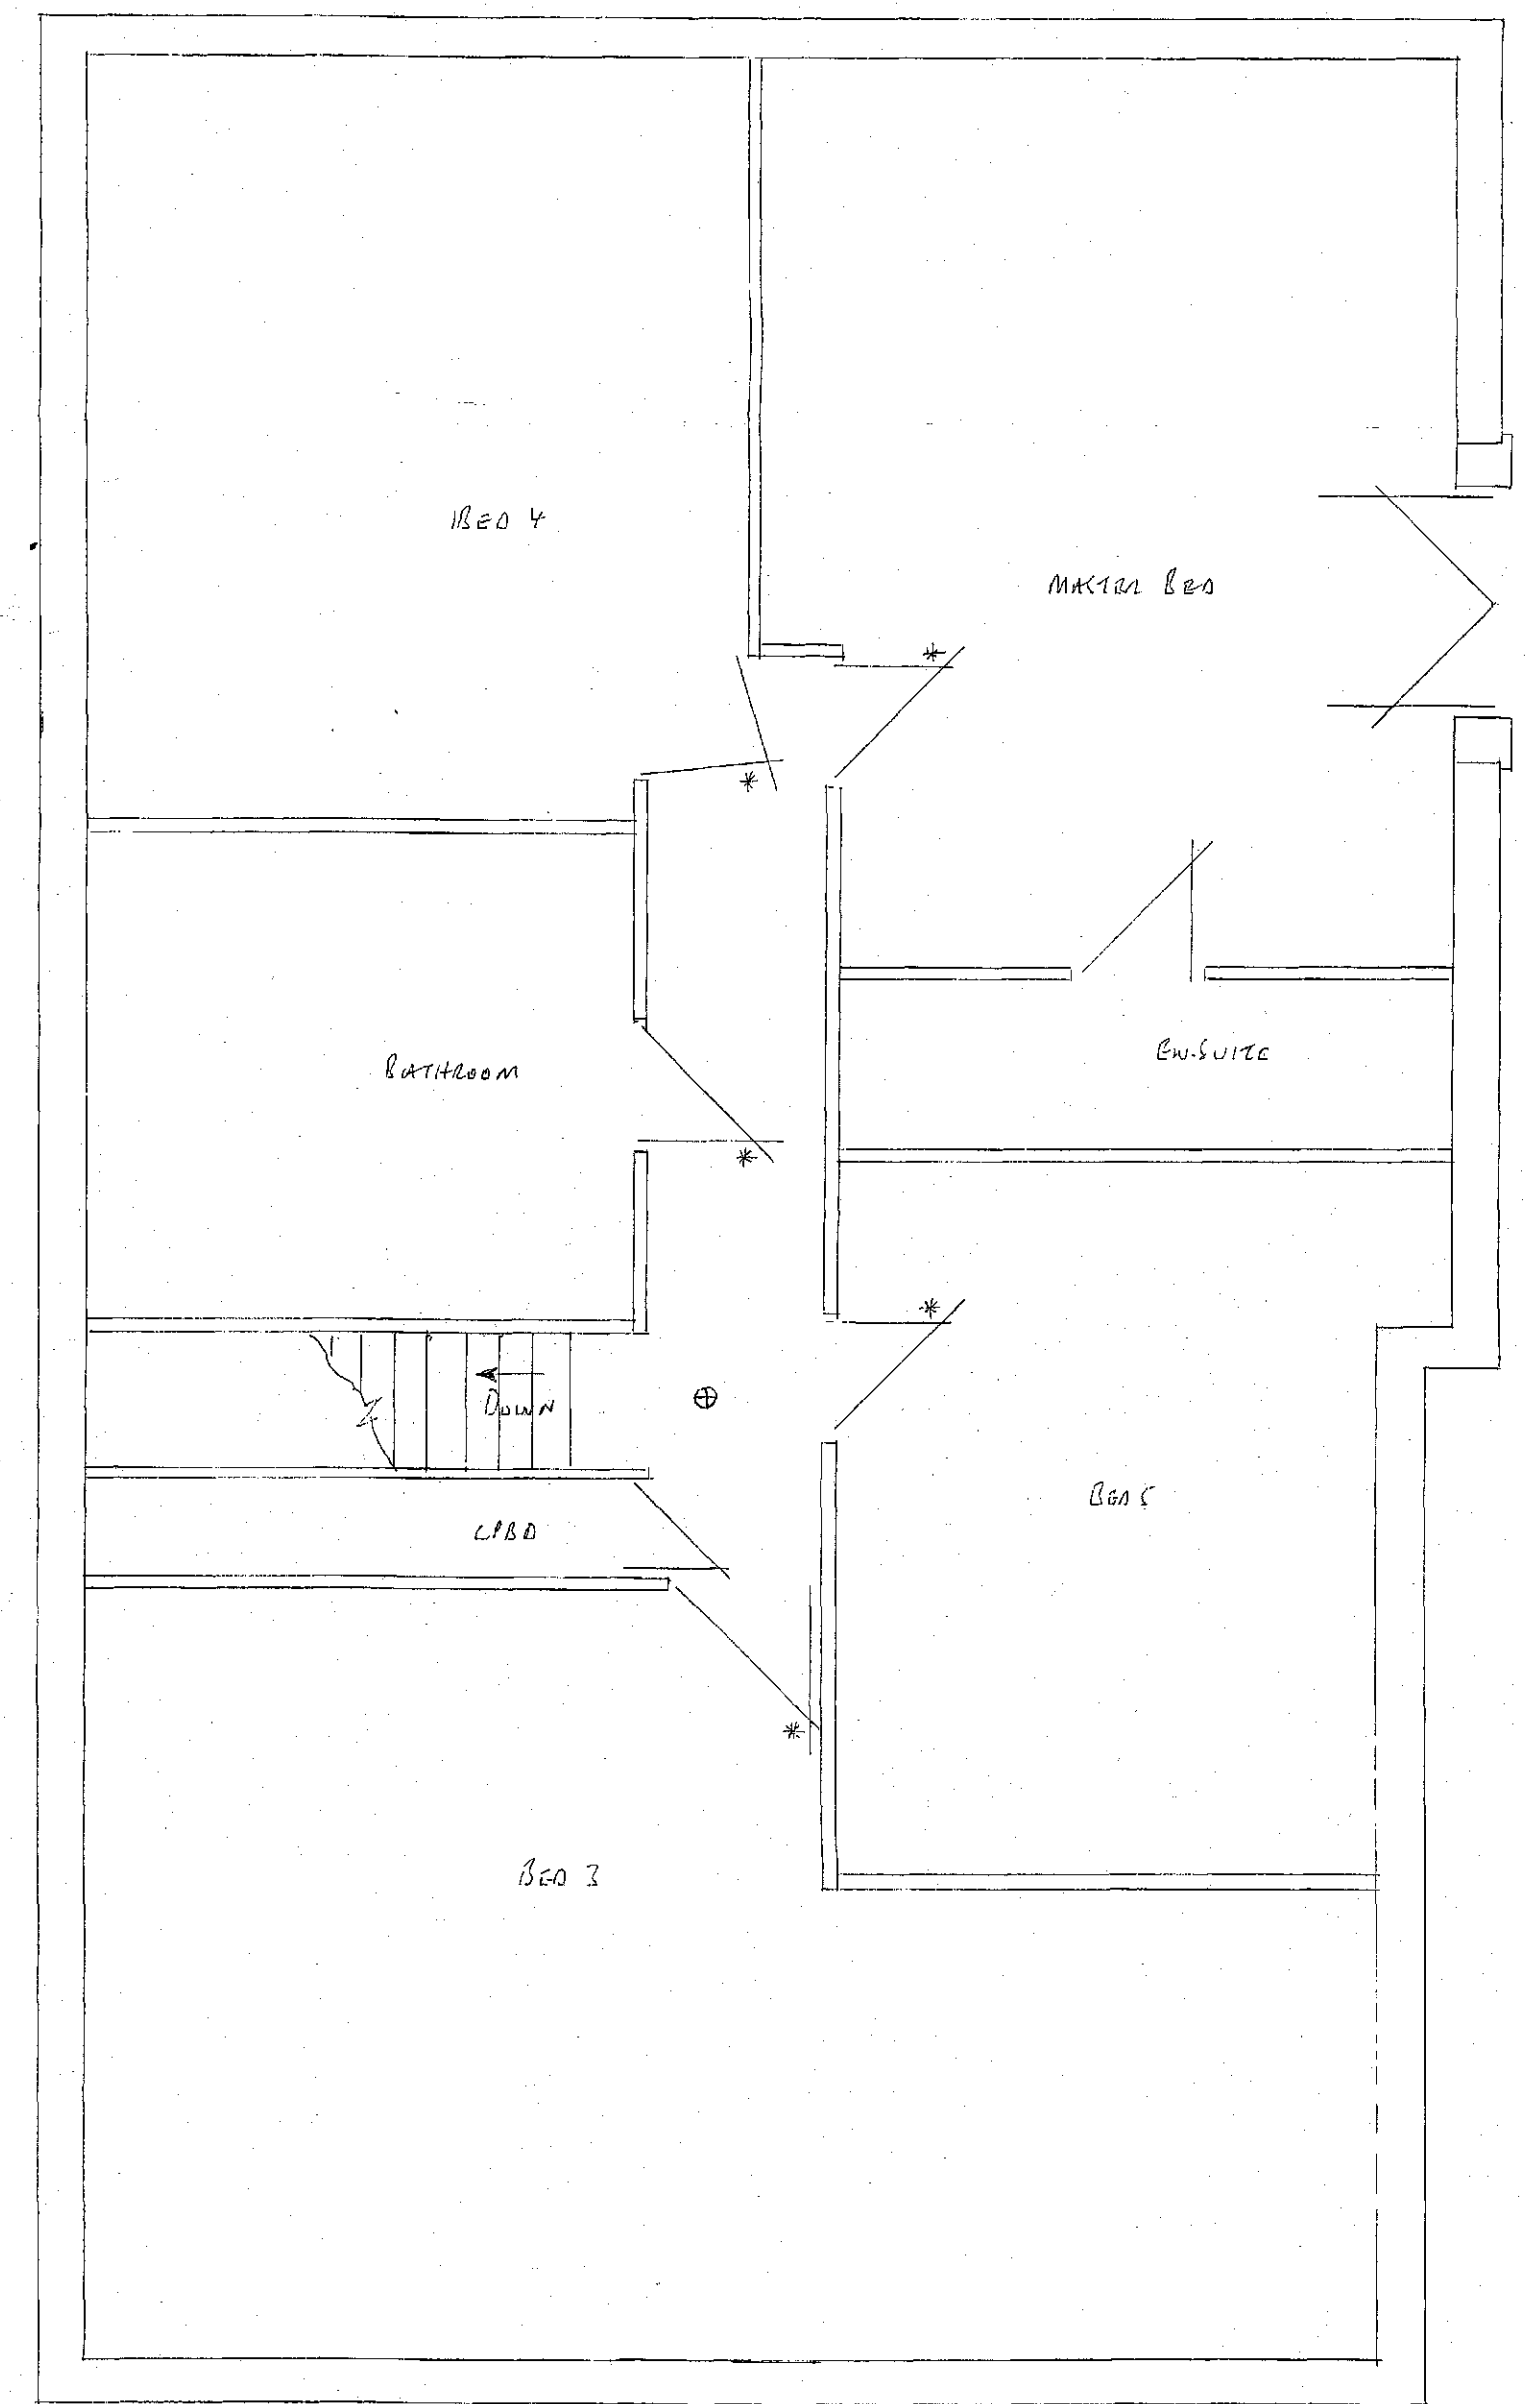 BED 4
MASTER BED
EN-SUITE
BATHROOM
DOWN
BED 5
CPBD
BED 3